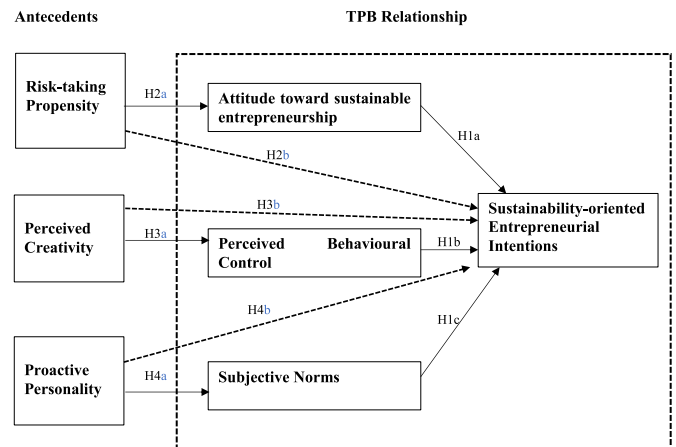 Antecedents
TPB Relationship
Risk-taking
Propensity
H2a
Attitude toward sustainable
entrepreneurship
H1a
H2b
Perceived
Creativity
H3b
H3a
Perceived Behavioural
Control
H1b
Sustainability-oriented
Entrepreneurial
Intentions
H4b
H1c
Proactive
Personality
H4a
Subjective Norms